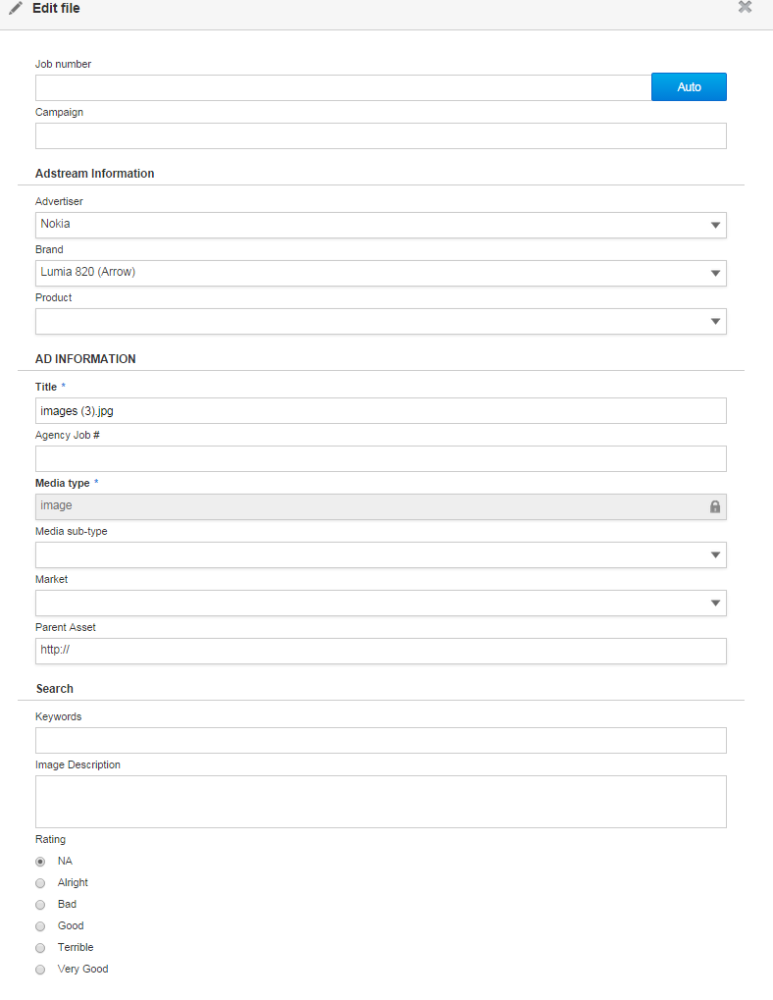 Edit file
Job number
Auto
Campaign
Adstream Information
Advertiser
Nokia
Brand
Lumia 820 (Arrow)
Product
AD INFORMATION
Title *
images (3).jpg
Agency Job #
Media type *
image
Media sub-type
Market
Parent Asset
http://
Search
Keywords
Image Description
Rating
NA
Alright
Bad
Good
Terrible
Very Good